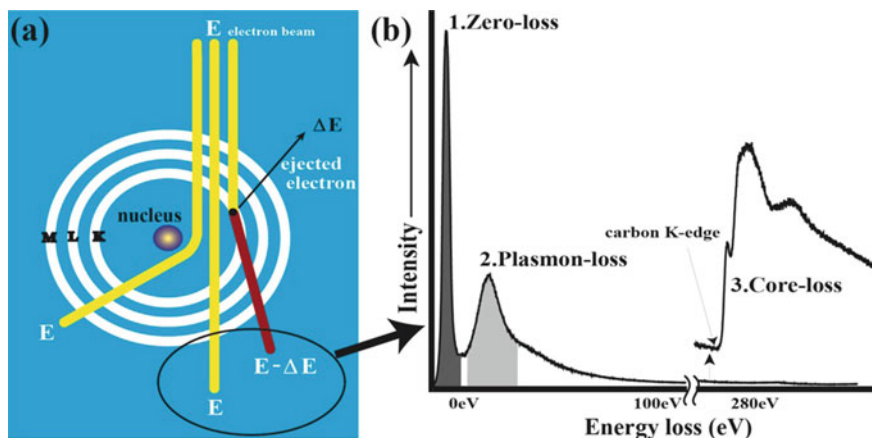 (a)
E electron beam
ΔE
ejected
electron
nucleus
M L K
E
E - ΔE
E
(b)
1.Zero-loss
Intensity
2.Plasmon-loss
carbon K-edge
3.Core-loss
0eV
100eV
280eV
Energy loss (eV)